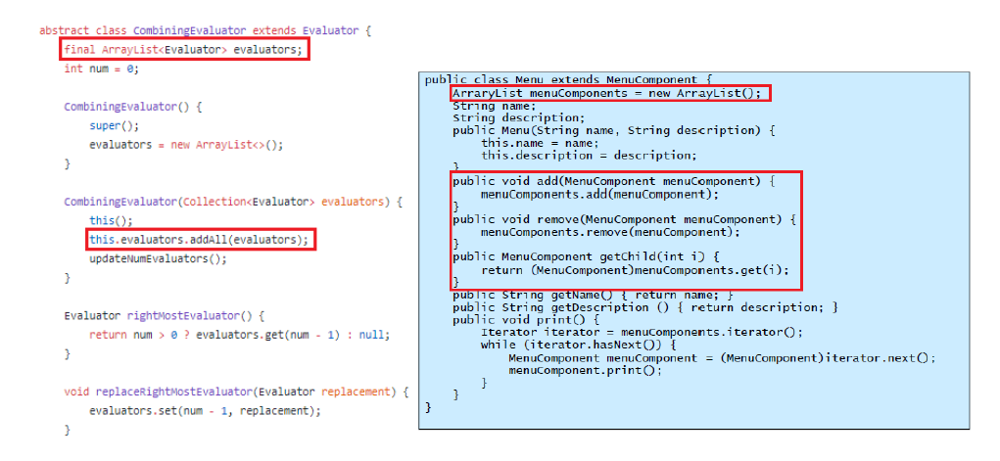 abstract class CombiningEvaluator extends Evaluator {
final ArrayList<Evaluator> evaluators;
int num = 0;
CombiningEvaluator() {
super();
evaluators = new ArrayList<>();
}
CombiningEvaluator(Collection<Evaluator> evaluators) {
this();
this.evaluators.addAll(evaluators);
updateNumEvaluators();
}
Evaluator rightMostEvaluator() {
return num > 0 ? evaluators.get(num - 1) : null;
}
void replaceRightMostEvaluator(Evaluator replacement) {
evaluators.set(num - 1, replacement);
}
public class Menu extends MenuComponent {
ArraryList menuComponents = new ArrayList();
String name;
String description;
public Menu(String name, String description) {
this.name = name;
this.description = description;
}
public void add(MenuComponent menuComponent) {
menuComponents.add(menuComponent);
}
public void remove(MenuComponent menuComponent) {
menuComponents.remove(menuComponent);
}
public MenuComponent getChild(int i) {
return (MenuComponent)menuComponents.get(i);
}
public String getName() { return name; }
public String getDescription () { return description; }
public void print() {
Iterator iterator = menuComponents.iterator();
while (iterator.hasNext()) {
MenuComponent menuComponent = (MenuComponent)iterator.next();
menuComponent.print();
}
}
}